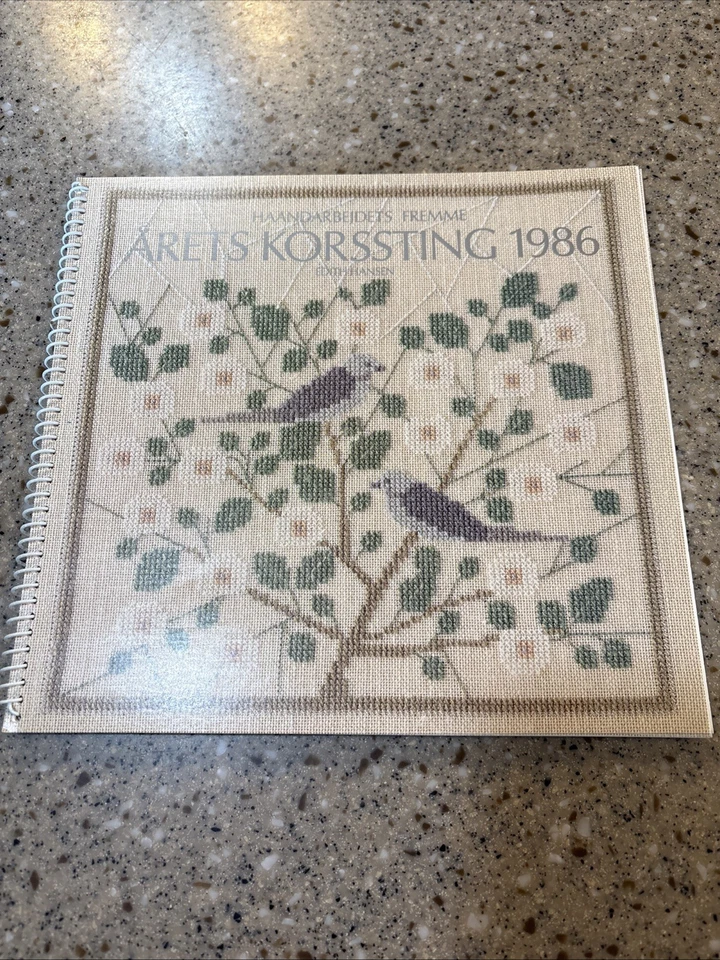 HAANDARBEJDETS FREMME
ÅRETS KORSSTING 1986
EDITH HANSEN